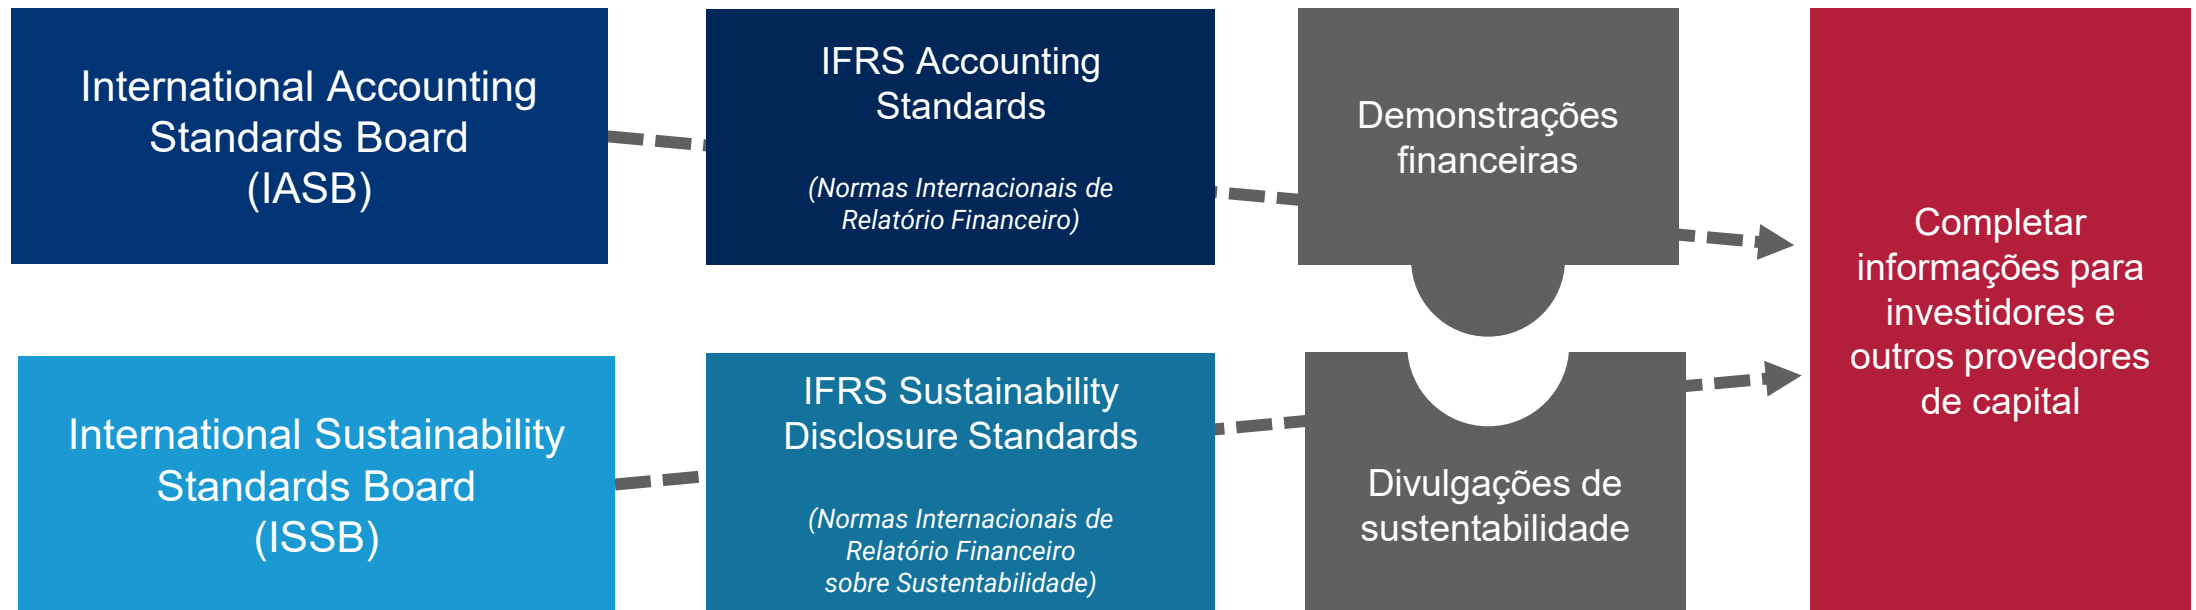 International Accounting
Standards Board
(IASB)
IFRS Accounting
Standards
(Normas Internacionais de
Relatório Financeiro)
Demonstrações
financeiras
Completar
informações para
investidores e
outros provedores
de capital
International Sustainability
Standards Board
(ISSB)
IFRS Sustainability
Disclosure Standards
(Normas Internacionais de
Relatório Financeiro
sobre Sustentabilidade)
Divulgações de
sustentabilidade